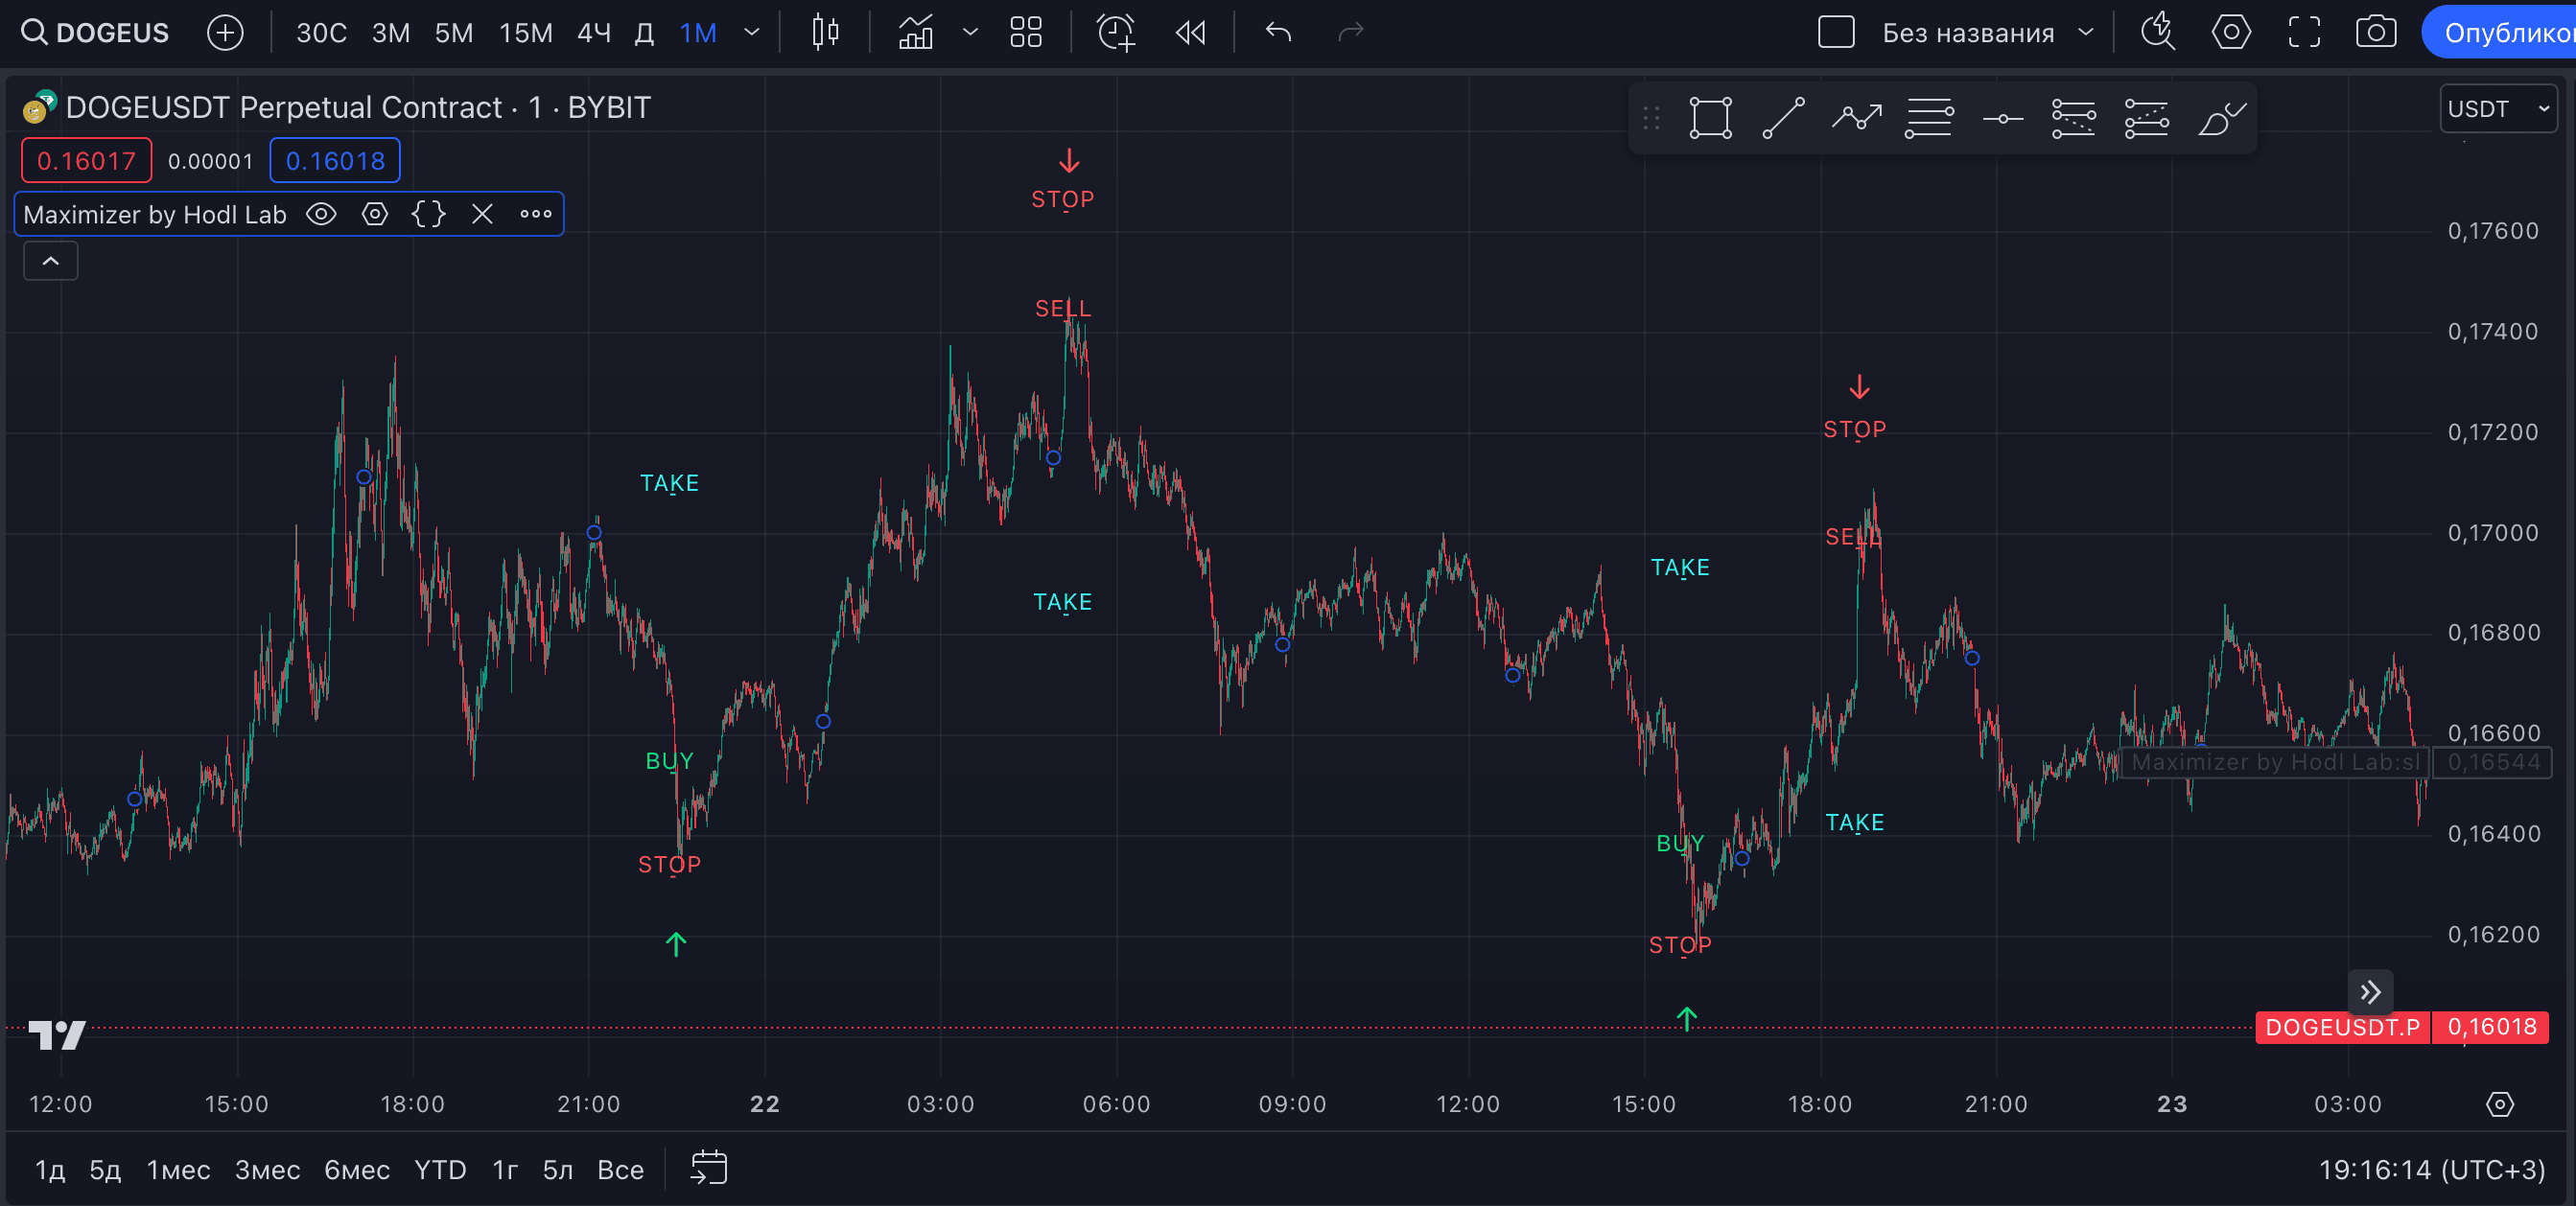 DOGEUS 30С 3М 5М 15М 4Ч Д 1М Без названия
DOGEUSDT Perpetual Contract · 1 · BYBIT
USDT
0.16017 0.00001 0.16018
Maximizer by Hodl Lab
STOP
0,17600
SELL
0,17400
STOP
0,17200
TAKE
0,17000
SELL
TAKE
TAKE
0,16800
0,16600
BUY
Maximizer by Hodl Lab:sl 0,16544
TAKE
0,16400
BUY
STOP
0,16200
STOP
DOGEUSDT.P 0,16018
12:00 15:00 18:00 21:00 22 03:00 06:00 09:00 12:00 15:00 18:00 21:00 23 03:00
1д 5д 1мес 3мес 6мес YTD 1г 5л Все
19:16:14 (UTC+3)